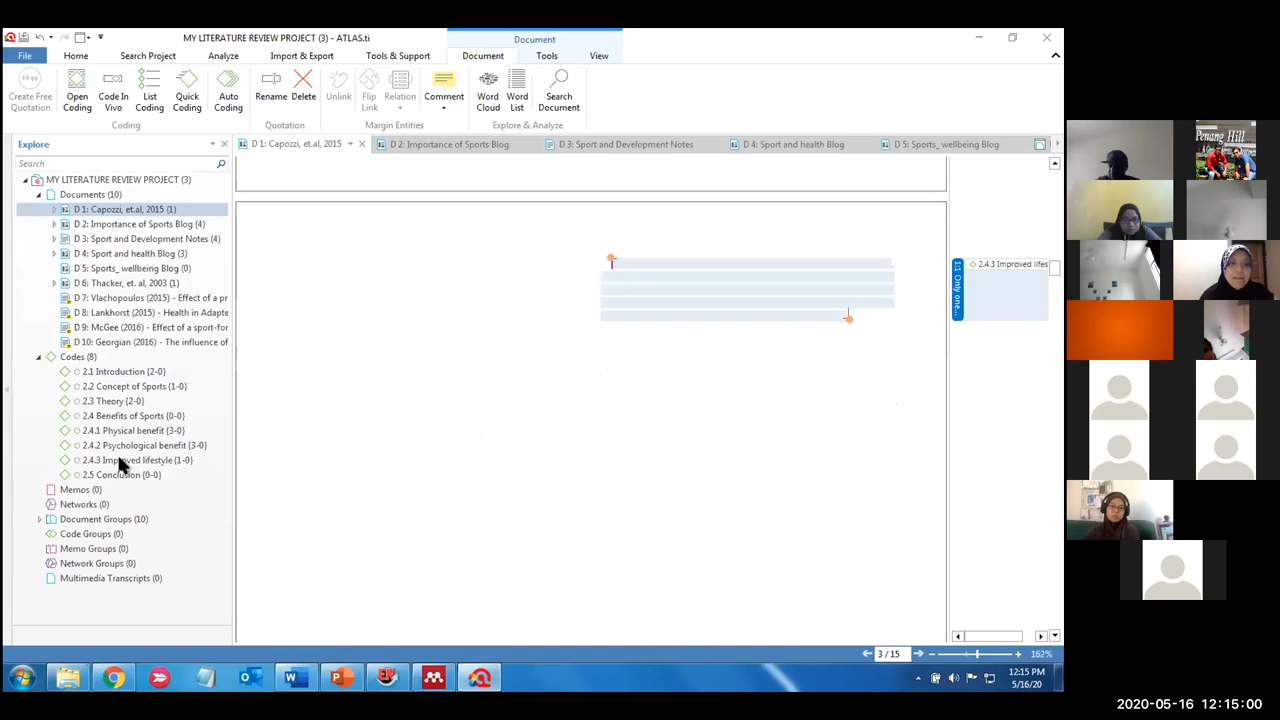 MY LITERATURE REVIEW PROJECT (3) - ATLAS.ti
Document
File
Home
Search Project
Analyze
Import & Export
Tools & Support
Document
Tools
View
Create Free Quotation
Open Coding
Code In Vivo
List Coding
Quick Coding
Auto Coding
Rename
Delete
Unlink
Flip Link
Relation
Comment
Word Cloud
Word List
Search Document
Coding
Quotation
Margin Entities
Explore & Analyze
Explore
D 1: Capozzi, et.al, 2015
D 2: Importance of Sports Blog
D 3: Sport and Development Notes
D 4: Sport and health Blog
D 5: Sports_ wellbeing Blog
Search
MY LITERATURE REVIEW PROJECT (3)
Documents (10)
D 1: Capozzi, et.al, 2015 (1)
D 2: Importance of Sports Blog (4)
D 3: Sport and Development Notes (4)
D 4: Sport and health Blog (3)
D 5: Sports_ wellbeing Blog (0)
D 6: Thacker, et. al, 2003 (1)
D 7: Vlachopoulos (2015) - Effect of a pr
D 8: Lankhorst (2015) - Health in Adapte
D 9: McGee (2016) - Effect of a sport-for
D 10: Georgian (2016) - The influence of
Codes (8)
2.1 Introduction {2-0}
2.2 Concept of Sports {1-0}
2.3 Theory {2-0}
2.4 Benefits of Sports {0-0}
2.4.1 Physical benefit {3-0}
2.4.2 Psychological benefit {3-0}
2.4.3 Improved lifestyle {1-0}
2.5 Conclusion {0-0}
Memos (0)
Networks (0)
Document Groups (10)
Code Groups (0)
Memo Groups (0)
Network Groups (0)
Multimedia Transcripts (0)
1:1 Only one...
2.4.3 Improved lifes
3 / 15
162%
Penang Hill
12:15 PM
5/16/20
2020-05-16 12:15:00